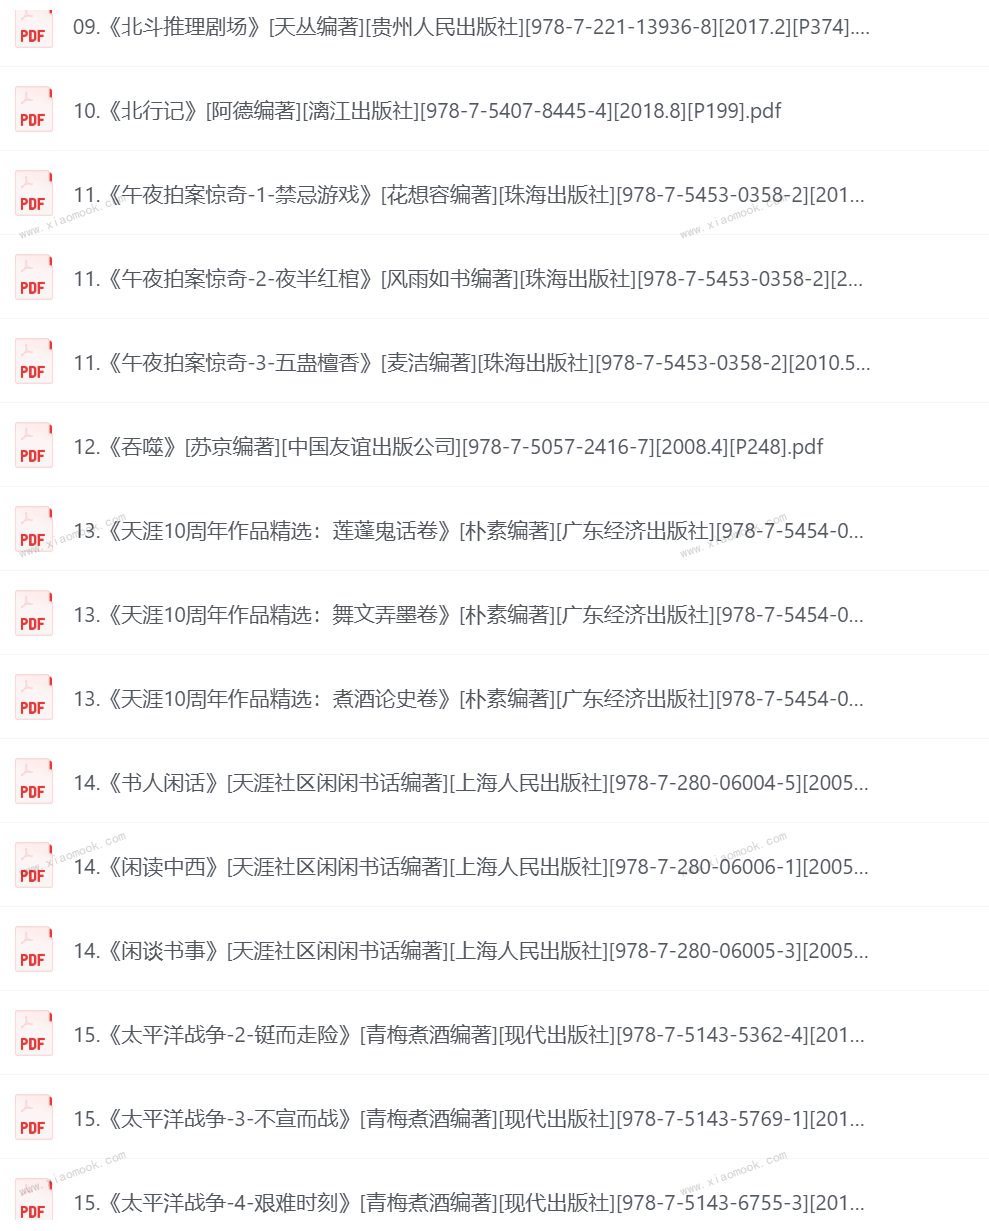 PDF 09.《北斗推理剧场》[天丛编著][贵州人民出版社][978-7-221-13936-8][2017.2][P374]....
PDF 10.《北行记》[阿德编著][漓江出版社][978-7-5407-8445-4][2018.8][P199].pdf
PDF 11.《午夜拍案惊奇-1-禁忌游戏》[花想容编著][珠海出版社][978-7-5453-0358-2][201...
www.xiaomook.com www.xiaomook.com
PDF 11.《午夜拍案惊奇-2-夜半红棺》[风雨如书编著][珠海出版社][978-7-5453-0358-2][2...
PDF 11.《午夜拍案惊奇-3-五蛊檀香》[麦洁编著][珠海出版社][978-7-5453-0358-2][2010.5...
PDF 12.《吞噬》[苏京编著][中国友谊出版公司][978-7-5057-2416-7][2008.4][P248].pdf
PDF 13.《天涯10周年作品精选：莲蓬鬼话卷》[朴素编著][广东经济出版社][978-7-5454-0...
www.xiaomook.com www.xiaomook.com
PDF 13.《天涯10周年作品精选：舞文弄墨卷》[朴素编著][广东经济出版社][978-7-5454-0...
PDF 13.《天涯10周年作品精选：煮酒论史卷》[朴素编著][广东经济出版社][978-7-5454-0...
PDF 14.《书人闲话》[天涯社区闲闲书话编著][上海人民出版社][978-7-280-06004-5][2005...
PDF 14.《闲读中西》[天涯社区闲闲书话编著][上海人民出版社][978-7-280-06006-1][2005...
www.xiaomook.com www.xiaomook.com
PDF 14.《闲谈书事》[天涯社区闲闲书话编著][上海人民出版社][978-7-280-06005-3][2005...
PDF 15.《太平洋战争-2-铤而走险》[青梅煮酒编著][现代出版社][978-7-5143-5362-4][201...
PDF 15.《太平洋战争-3-不宣而战》[青梅煮酒编著][现代出版社][978-7-5143-5769-1][201...
PDF 15.《太平洋战争-4-艰难时刻》[青梅煮酒编著][现代出版社][978-7-5143-6755-3][201...
www.xiaomook.com www.xiaomook.com